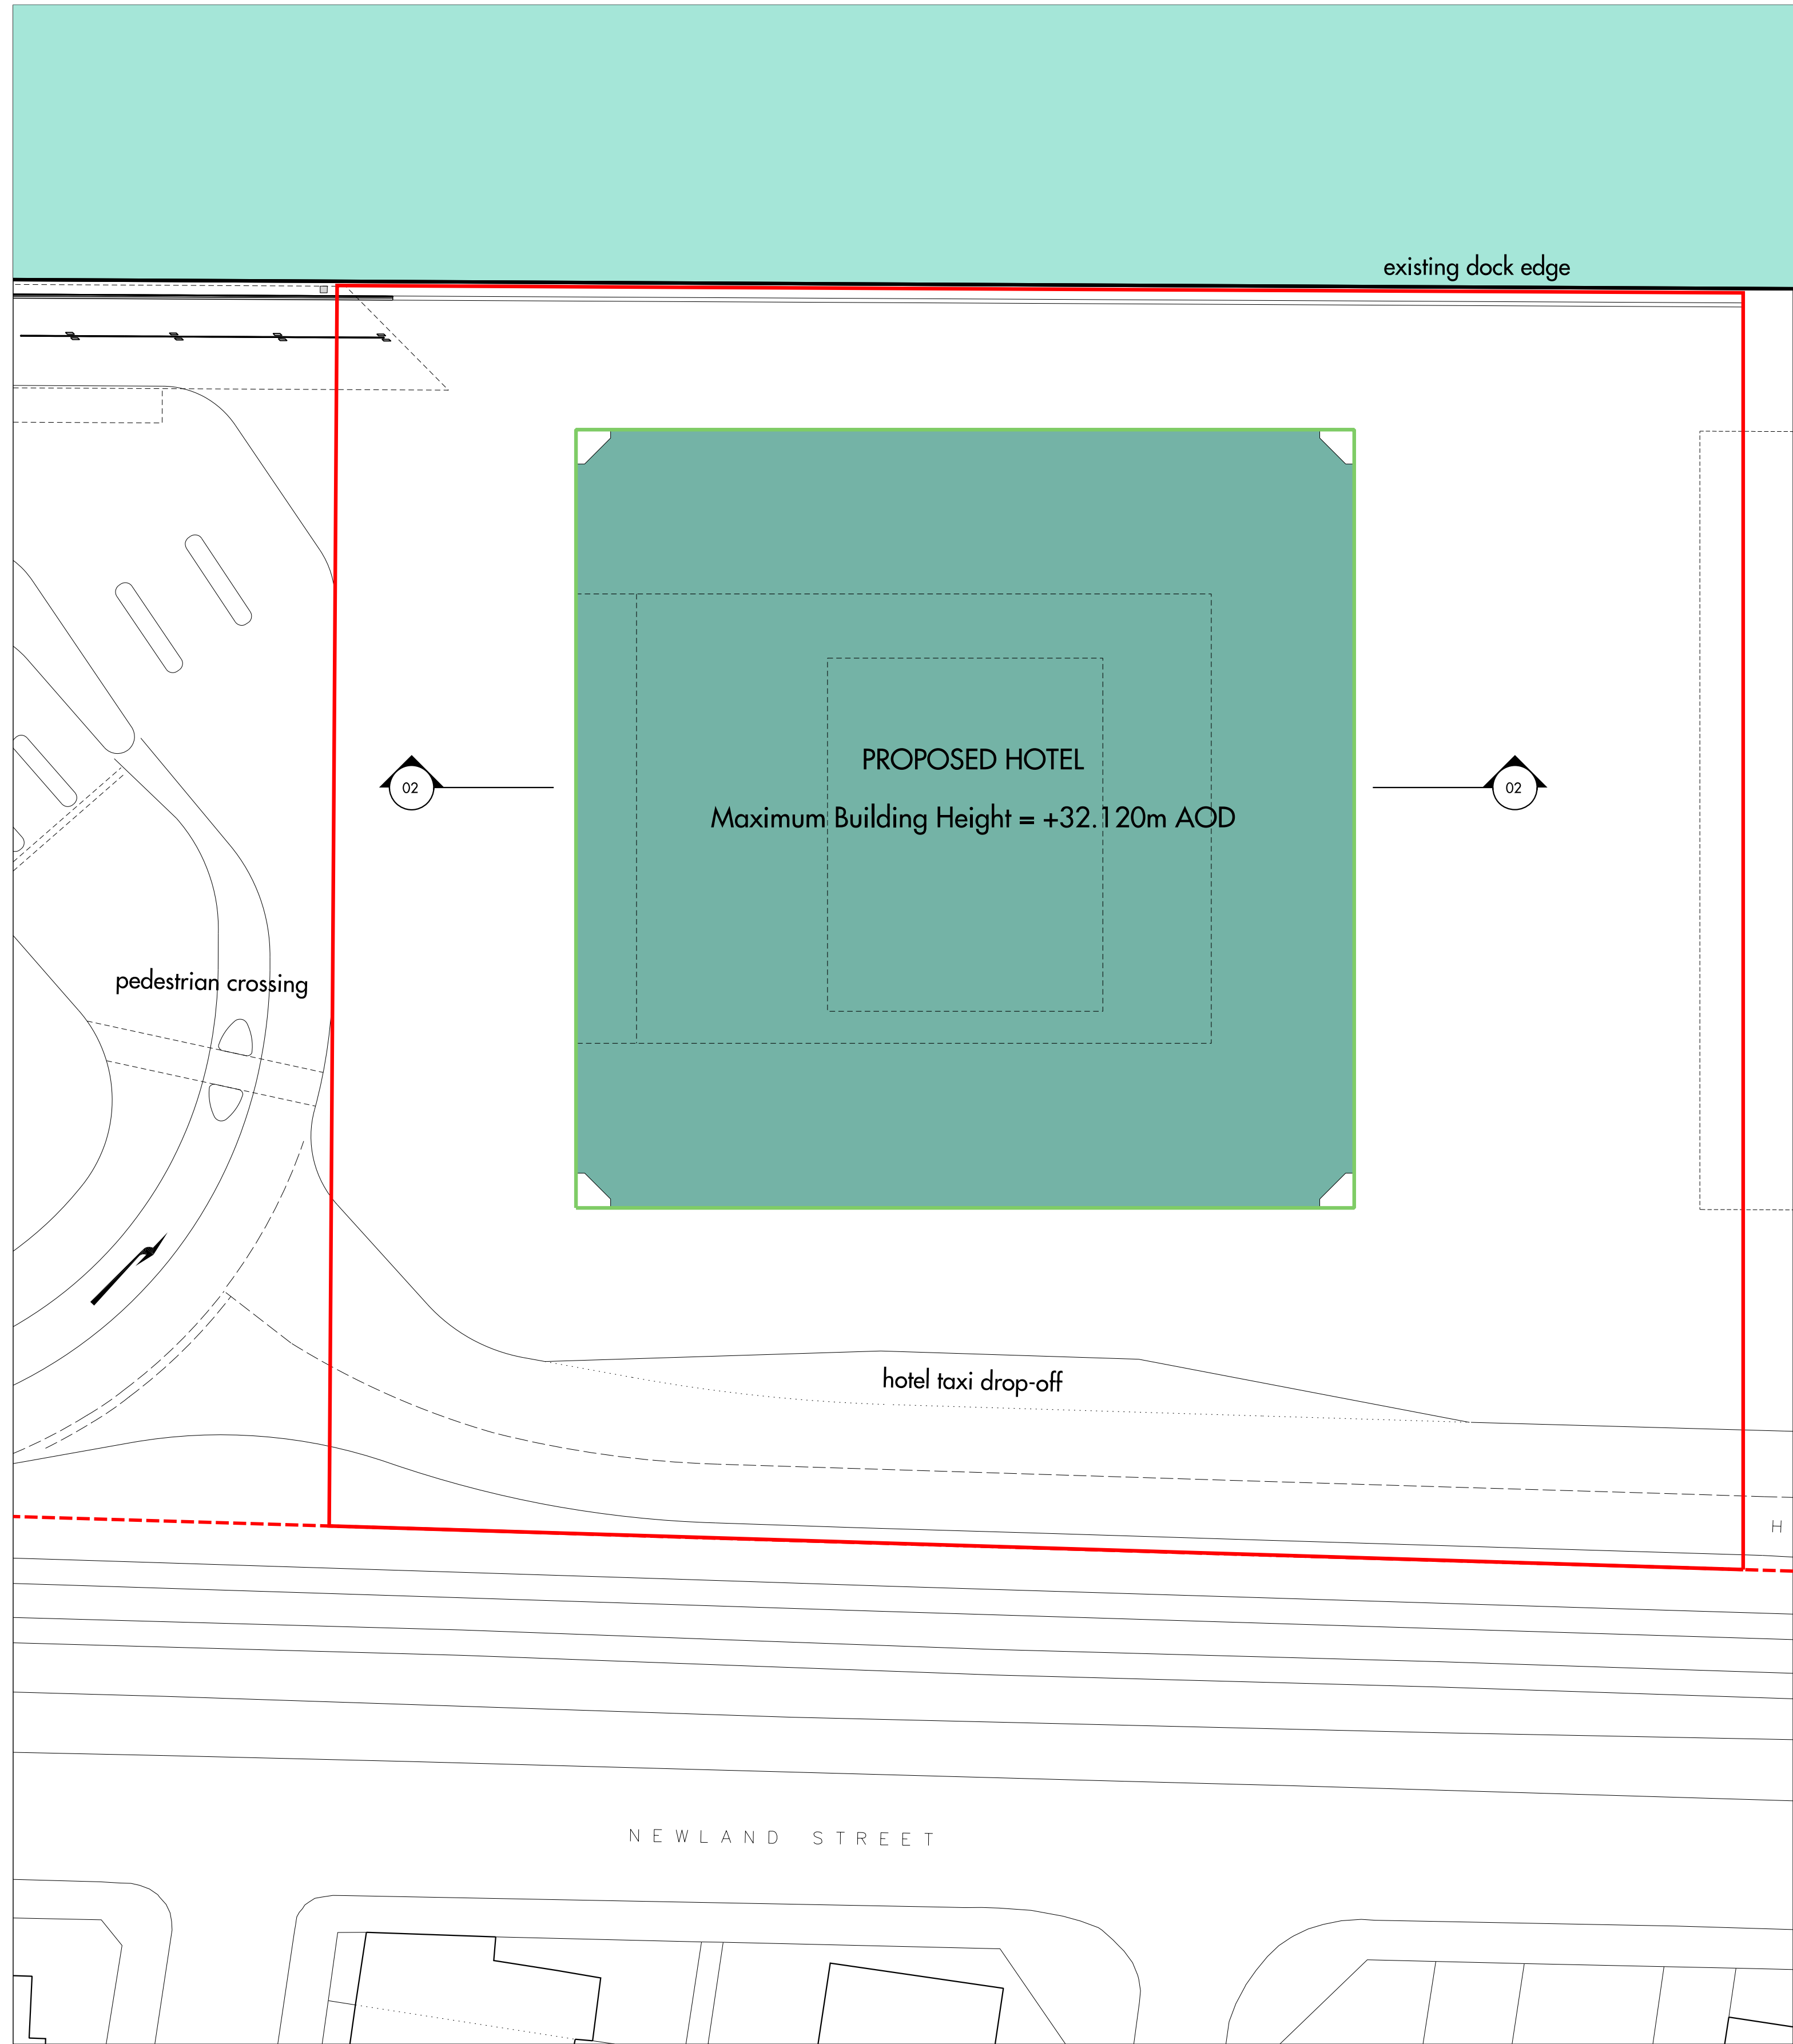 existing dock edge
PROPOSED HOTEL
02
02
Maximum Building Height = +32.120m AOD
pedestrian crossing
hotel taxi drop-off
H
NEWLAND STREET